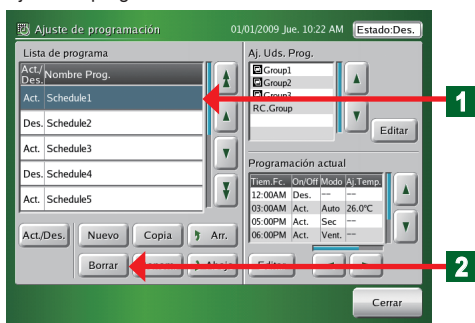 Ajuste de programación 01/01/2009 Jue. 10:22 AM Estado:Des.
Lista de programa
Act./Des. Nombre Prog.
Act. Schedule1
Des. Schedule2
Act. Schedule3
Des. Schedule4
Act. Schedule5
Act./Des. Nuevo Copia Arr.
Borrar
Aj. Uds. Prog.
Group1
Group2
RC.Group
Editar
Programación actual
Tiem.Fc. On/Off Modo Aj.Temp.
12:00AM Des. -- --
03:00AM Act. Auto 26.0°C
05:00PM Act. Sec --
06:00PM Act. Vent. --
Cerrar
1
2